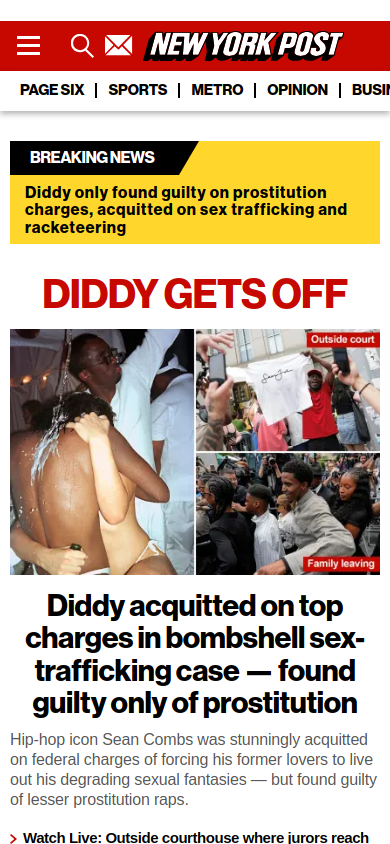 NEW YORK POST
PAGE SIX | SPORTS | METRO | OPINION | BUSIN
BREAKING NEWS
Diddy only found guilty on prostitution
charges, acquitted on sex trafficking and
racketeering
DIDDY GETS OFF
Outside court
Family leaving
Diddy acquitted on top
charges in bombshell sex-
trafficking case — found
guilty only of prostitution
Hip-hop icon Sean Combs was stunningly acquitted
on federal charges of forcing his former lovers to live
out his degrading sexual fantasies — but found guilty
of lesser prostitution raps.
Watch Live: Outside courthouse where jurors reach